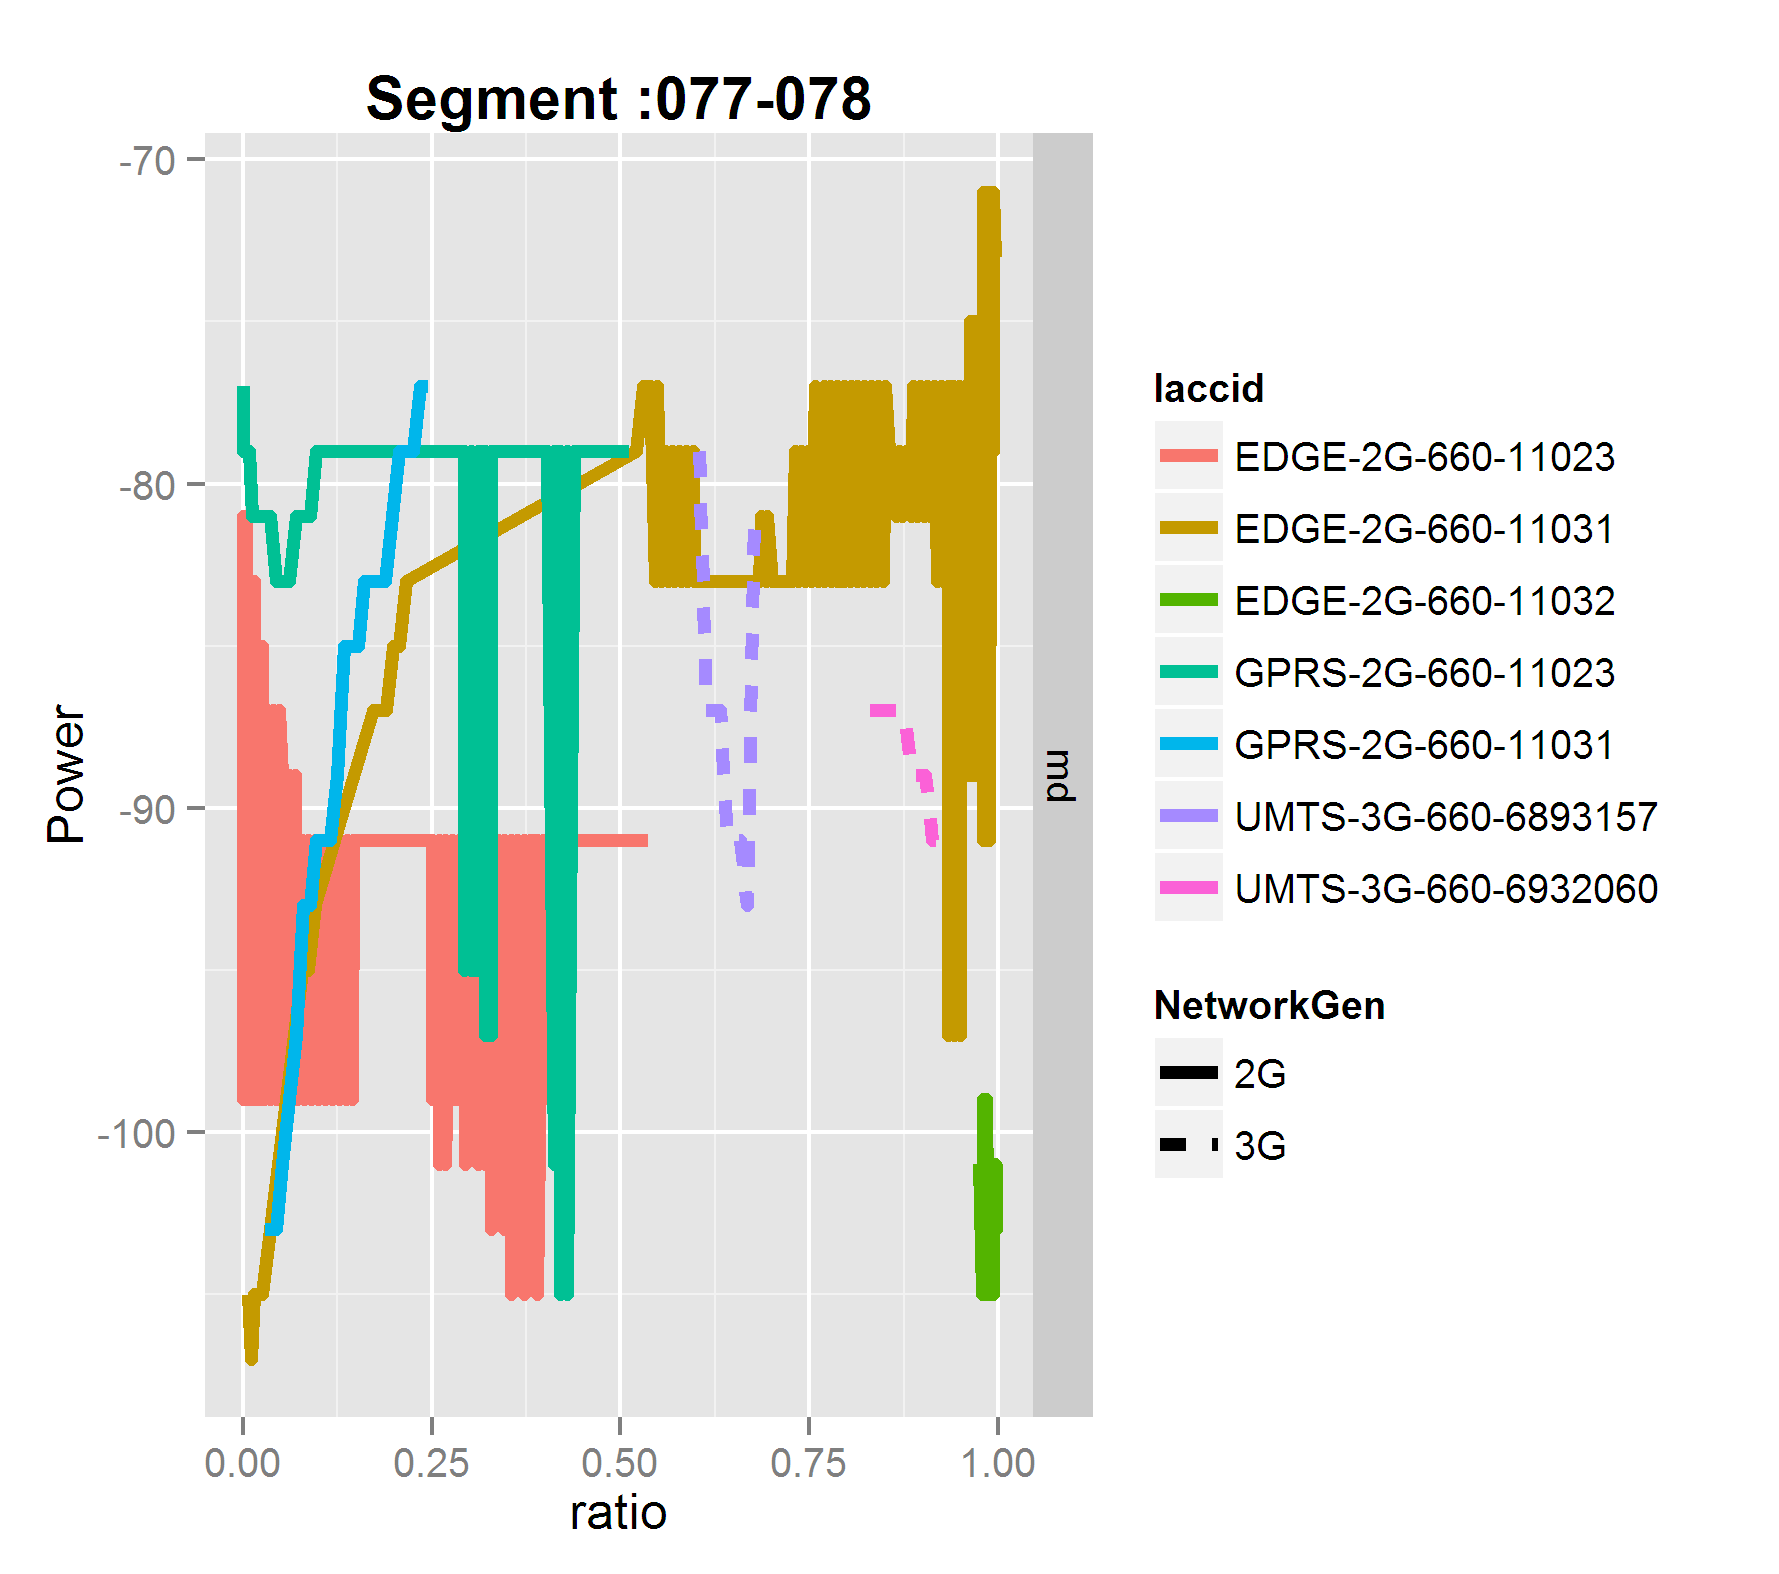 Segment :077-078
-70
-80
-90
-100
Power
0.00 0.25 0.50 0.75 1.00
ratio
md
laccid
EDGE-2G-660-11023
EDGE-2G-660-11031
EDGE-2G-660-11032
GPRS-2G-660-11023
GPRS-2G-660-11031
UMTS-3G-660-6893157
UMTS-3G-660-6932060
NetworkGen
2G
3G